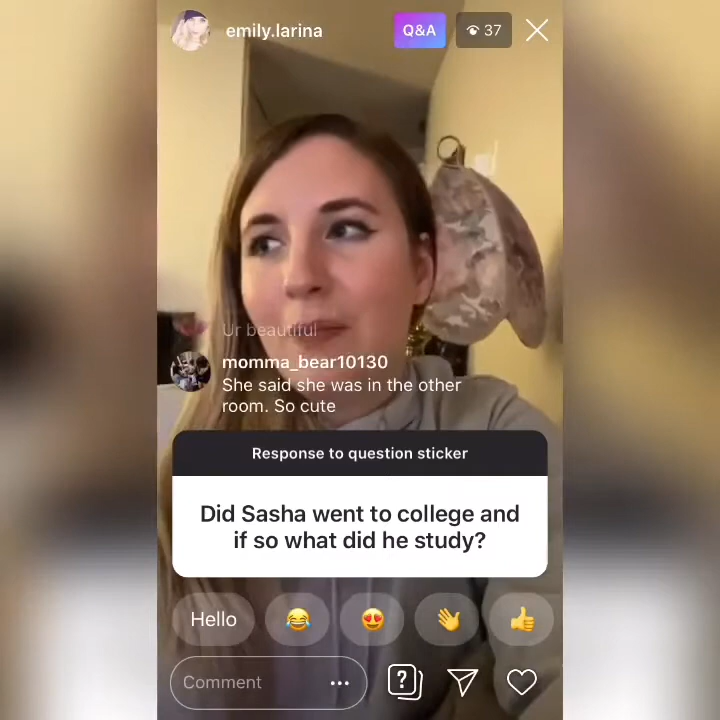 emily.larina
Q&A
37
Ur beautiful
momma_bear10130
She said she was in the other
room. So cute
Response to question sticker
Did Sasha went to college and
if so what did he study?
Hello
Comment